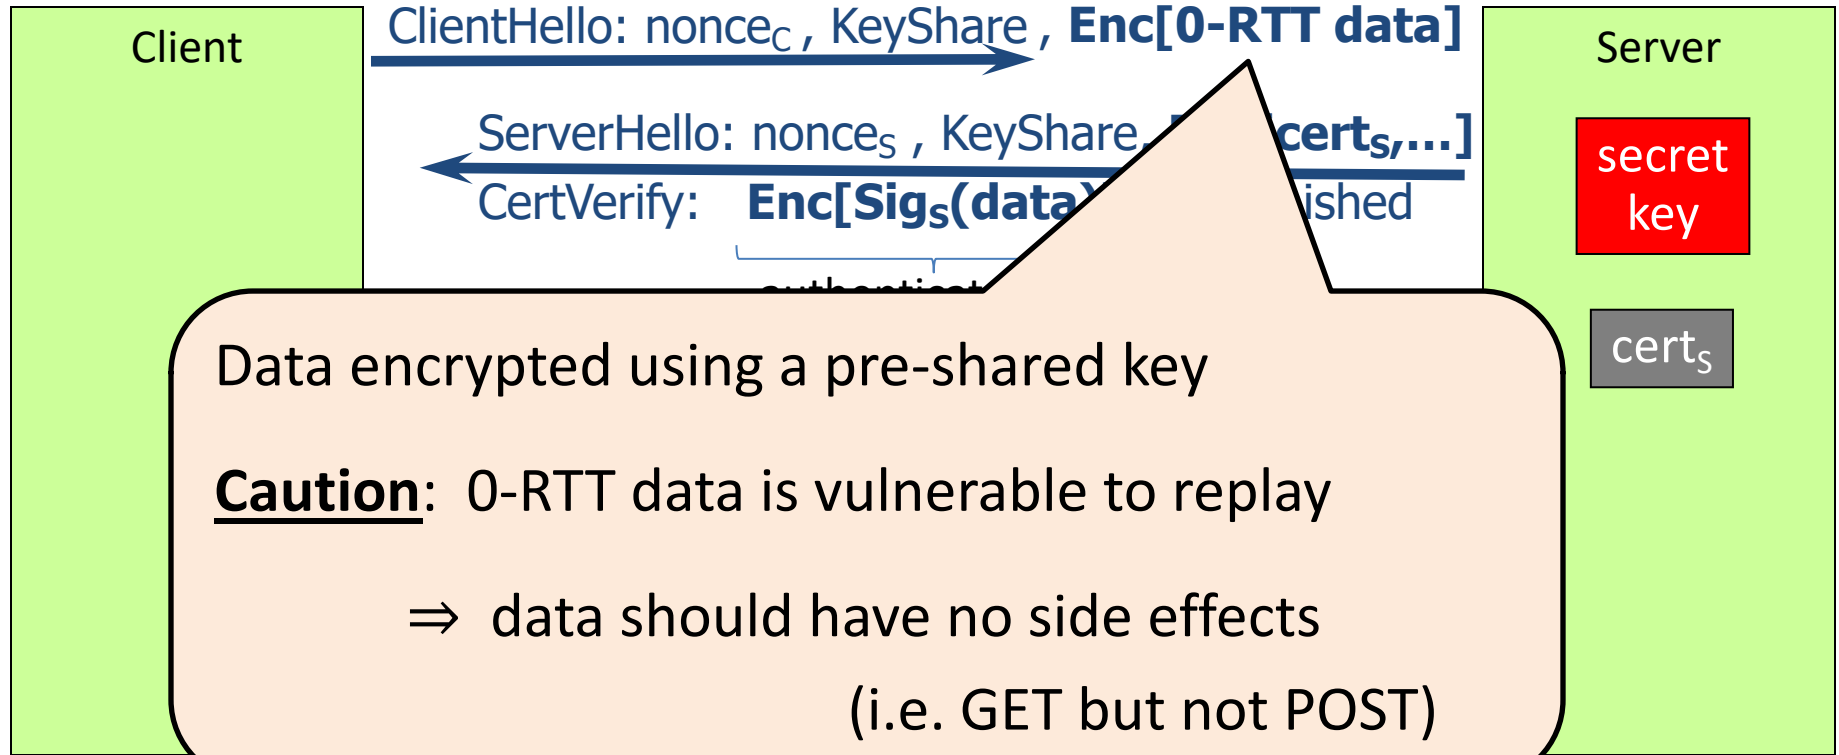 Client
ClientHello: nonceC , KeyShare , Enc[0-RTT data]
Server
ServerHello: nonceS , KeyShare, certS,...]
secret
key
CertVerify: Enc[SigS(data) ished
certS
Data encrypted using a pre-shared key
Caution: 0-RTT data is vulnerable to replay
⇒ data should have no side effects
(i.e. GET but not POST)